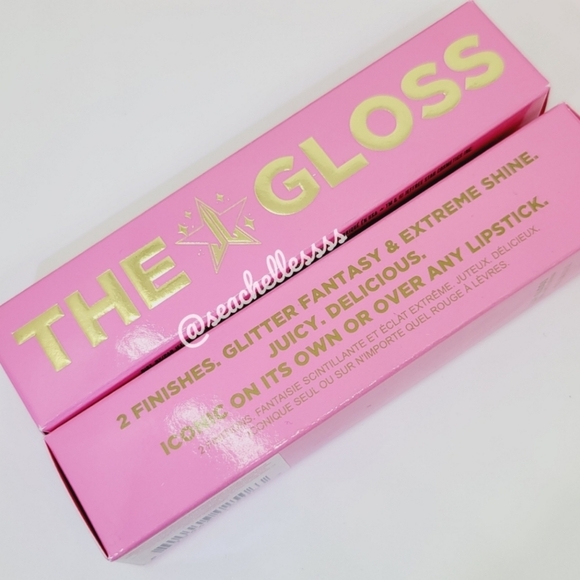 THE GLOSS
@seachellessss
2 FINISHES. GLITTER FANTASY & EXTREME SHINE.
JUICY. DELICIOUS.
ICONIC ON ITS OWN OR OVER ANY LIPSTICK.
FANTAISIE SCINTILLANTE ET ÉCLAT EXTRÊME. JUTEUX. DÉLICIEUX.
ICONIQUE SEUL OU SUR N'IMPORTE QUEL ROUGE À LÈVRES.